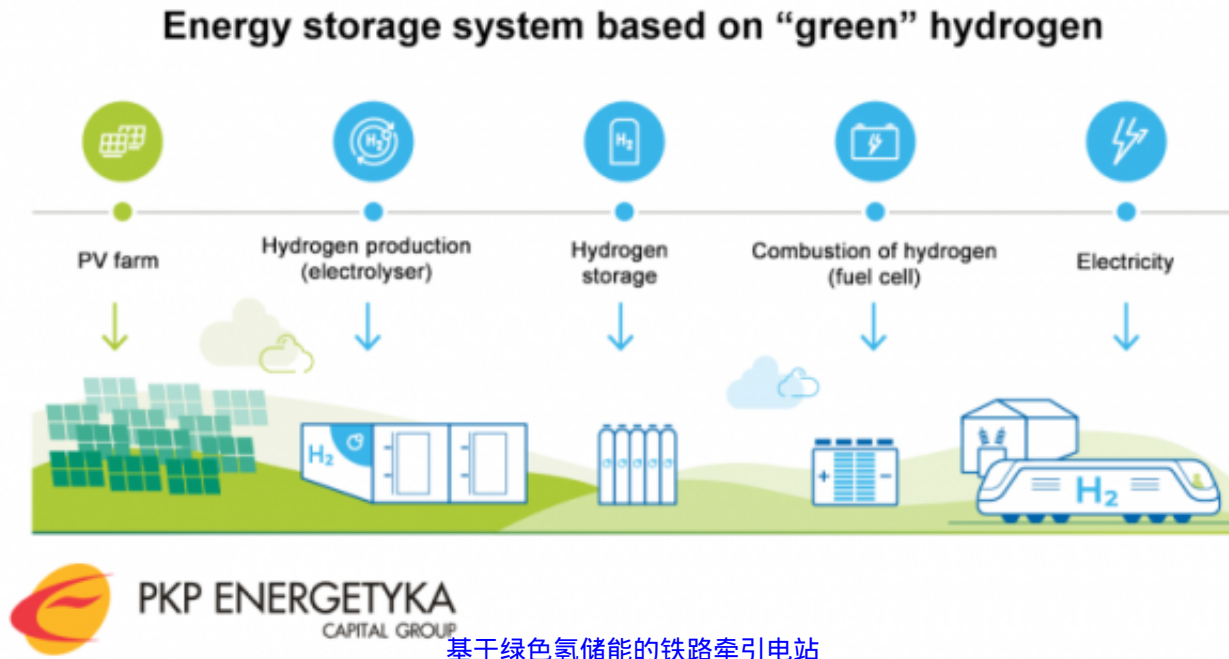 Energy storage system based on “green” hydrogen
H₂
H₂
PV farm
Hydrogen production
(electrolyser)
Hydrogen
storage
Combustion of hydrogen
(fuel cell)
Electricity
H₂
+ −
H₂
PKP ENERGETYKA
CAPITAL GROUP
基于绿色氢储能的铁路牵引电站